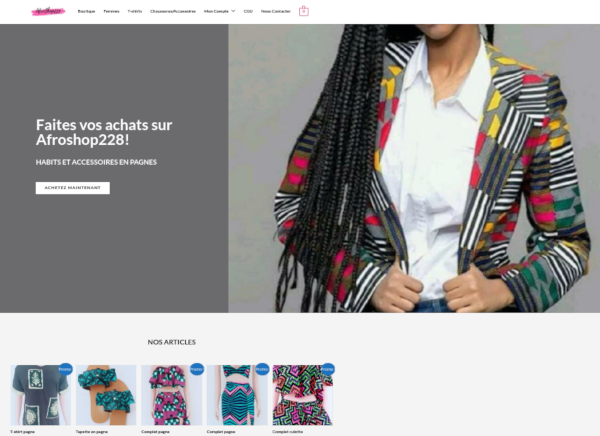 Boutique Femmes T-shirts Chaussures/Accessoires Mon Compte CGU Nous Contacter 0
Faites vos achats sur
Afroshop228!
HABITS ET ACCESSOIRES EN PAGNES
ACHETEZ MAINTENANT
NOS ARTICLES
Promo! Promo! Promo! Promo!
T-shirt pagne Tapette en pagne Complet pagne Complet pagne Complet culotte